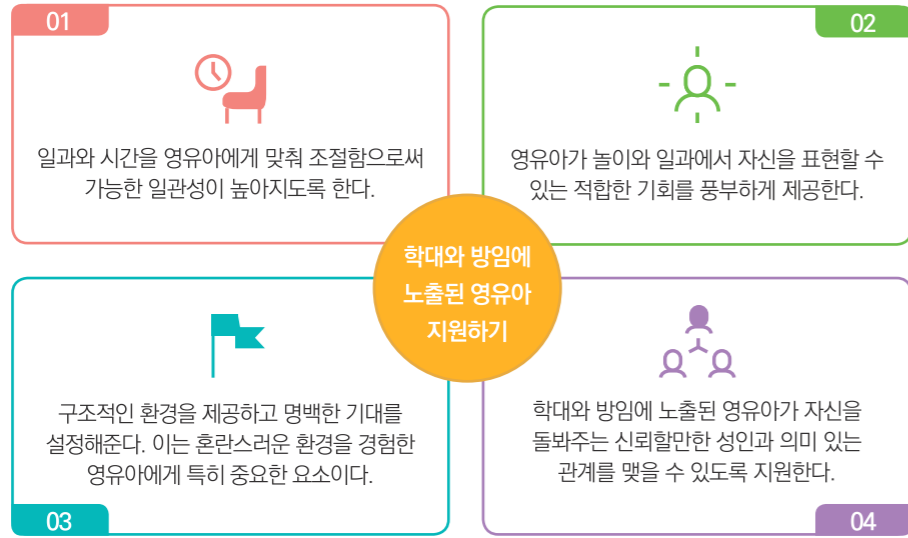 01
일과와 시간을 영유아에게 맞춰 조절함으로써
가능한 일관성이 높아지도록 한다.
02
영유아가 놀이와 일과에서 자신을 표현할 수
있는 적합한 기회를 풍부하게 제공한다.
학대와 방임에
노출된 영유아
지원하기
구조적인 환경을 제공하고 명백한 기대를
설정해준다. 이는 혼란스러운 환경을 경험한
영유아에게 특히 중요한 요소이다.
03
학대와 방임에 노출된 영유아가 자신을
돌봐주는 신뢰할만한 성인과 의미 있는
관계를 맺을 수 있도록 지원한다.
04